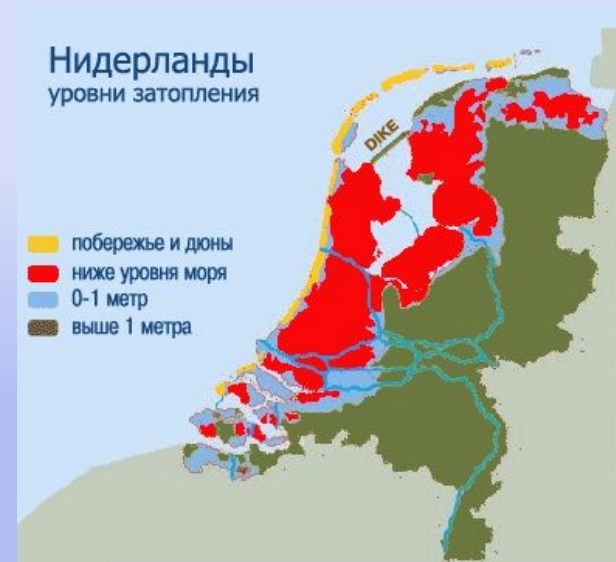 Нидерланды
уровни затопления
DIKE
побережье и дюны
ниже уровня моря
0-1 метр
выше 1 метра